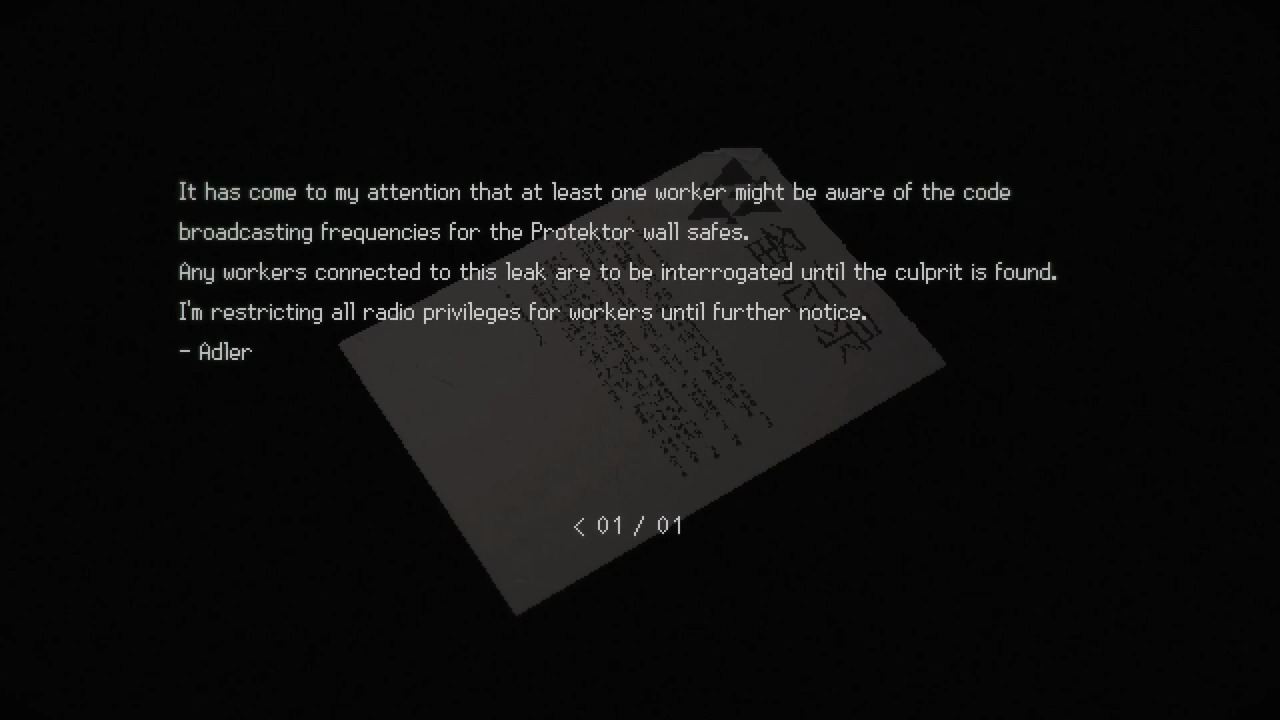 It has come to my attention that at least one worker might be aware of the code
broadcasting frequencies for the Protektor wall safes.
Any workers connected to this leak are to be interrogated until the culprit is found.
I'm restricting all radio privileges for workers until further notice.
- Adler
< 01 / 01